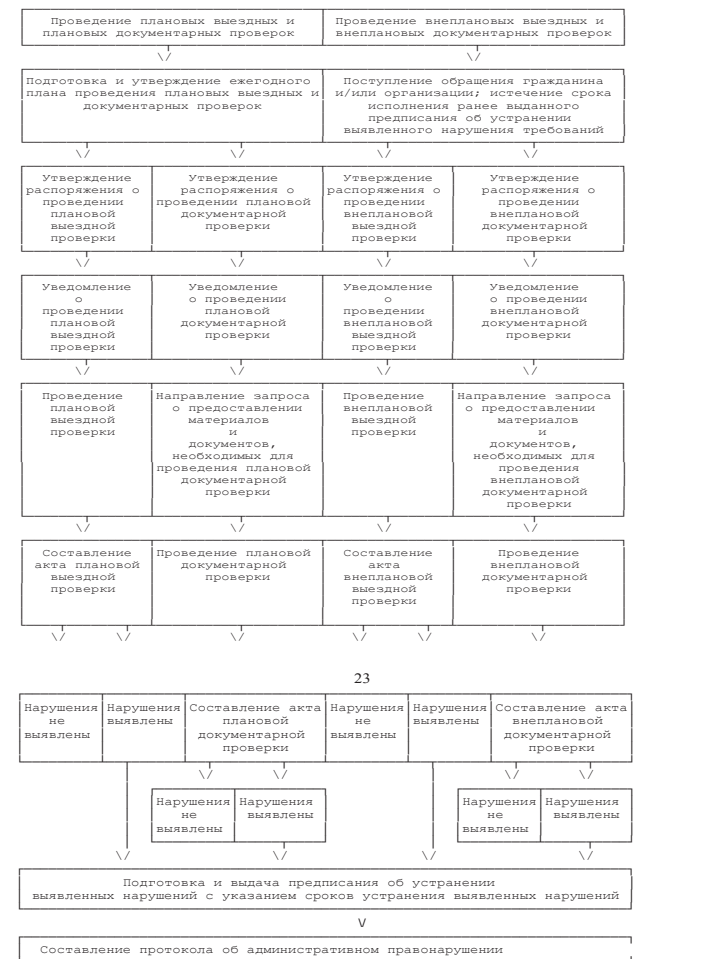 Проведение плановых выездных и
плановых документарных проверок
Проведение внеплановых выездных и
внеплановых документарных проверок
\/ \/
Подготовка и утверждение ежегодного
плана проведения плановых выездных и
документарных проверок
Поступление обращения гражданина
и/или организации; истечение срока
исполнения ранее выданного
предписания об устранении
выявленного нарушения требований
\/ \/ \/ \/
Утверждение
распоряжения о
проведении
плановой
выездной
проверки
Утверждение
распоряжения о
проведении плановой
документарной
проверки
Утверждение
распоряжения о
проведении
внеплановой
выездной
проверки
Утверждение
распоряжения о
проведении
внеплановой
документарной
проверки
\/ \/ \/ \/
Уведомление
о
проведении
плановой
выездной
проверки
Уведомление
о проведении
плановой
документарной
проверки
Уведомление
о
проведении
внеплановой
выездной
проверки
Уведомление
о проведении
внеплановой
документарной
проверки
\/ \/ \/ \/
Проведение
плановой
выездной
проверки
Направление запроса
о предоставлении
материалов
и
документов,
необходимых для
проведения плановой
документарной
проверки
Проведение
внеплановой
выездной
проверки
Направление запроса
о предоставлении
материалов
и
документов,
необходимых для
проведения
внеплановой
документарной
проверки
\/ \/ \/ \/
Составление
акта плановой
выездной
проверки
Проведение плановой
документарной
проверки
Составление
акта
внеплановой
выездной
проверки
Проведение
внеплановой
документарной
проверки
\/ \/ \/ \/ \/ \/
23
Нарушения
не
выявлены
Нарушения
выявлены
Составление акта
плановой
документарной
проверки
Нарушения
не
выявлены
Нарушения
выявлены
Составление акта
внеплановой
документарной
проверки
\/ \/ \/ \/
Нарушения
не
выявлены
Нарушения
выявлены
Нарушения
не
выявлены
Нарушения
выявлены
\/ \/ \/ \/
Подготовка и выдача предписания об устранении
выявленных нарушений с указанием сроков устранения выявленных нарушений
V
Составление протокола об административном правонарушении